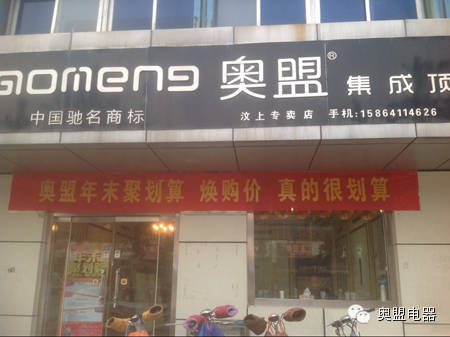 aomeng 奥盟® 集成顶
中国驰名商标 汶上专卖店 手机:15864114626
奥盟年末聚划算 焕购价 真的很划算
年末
奥盟电器